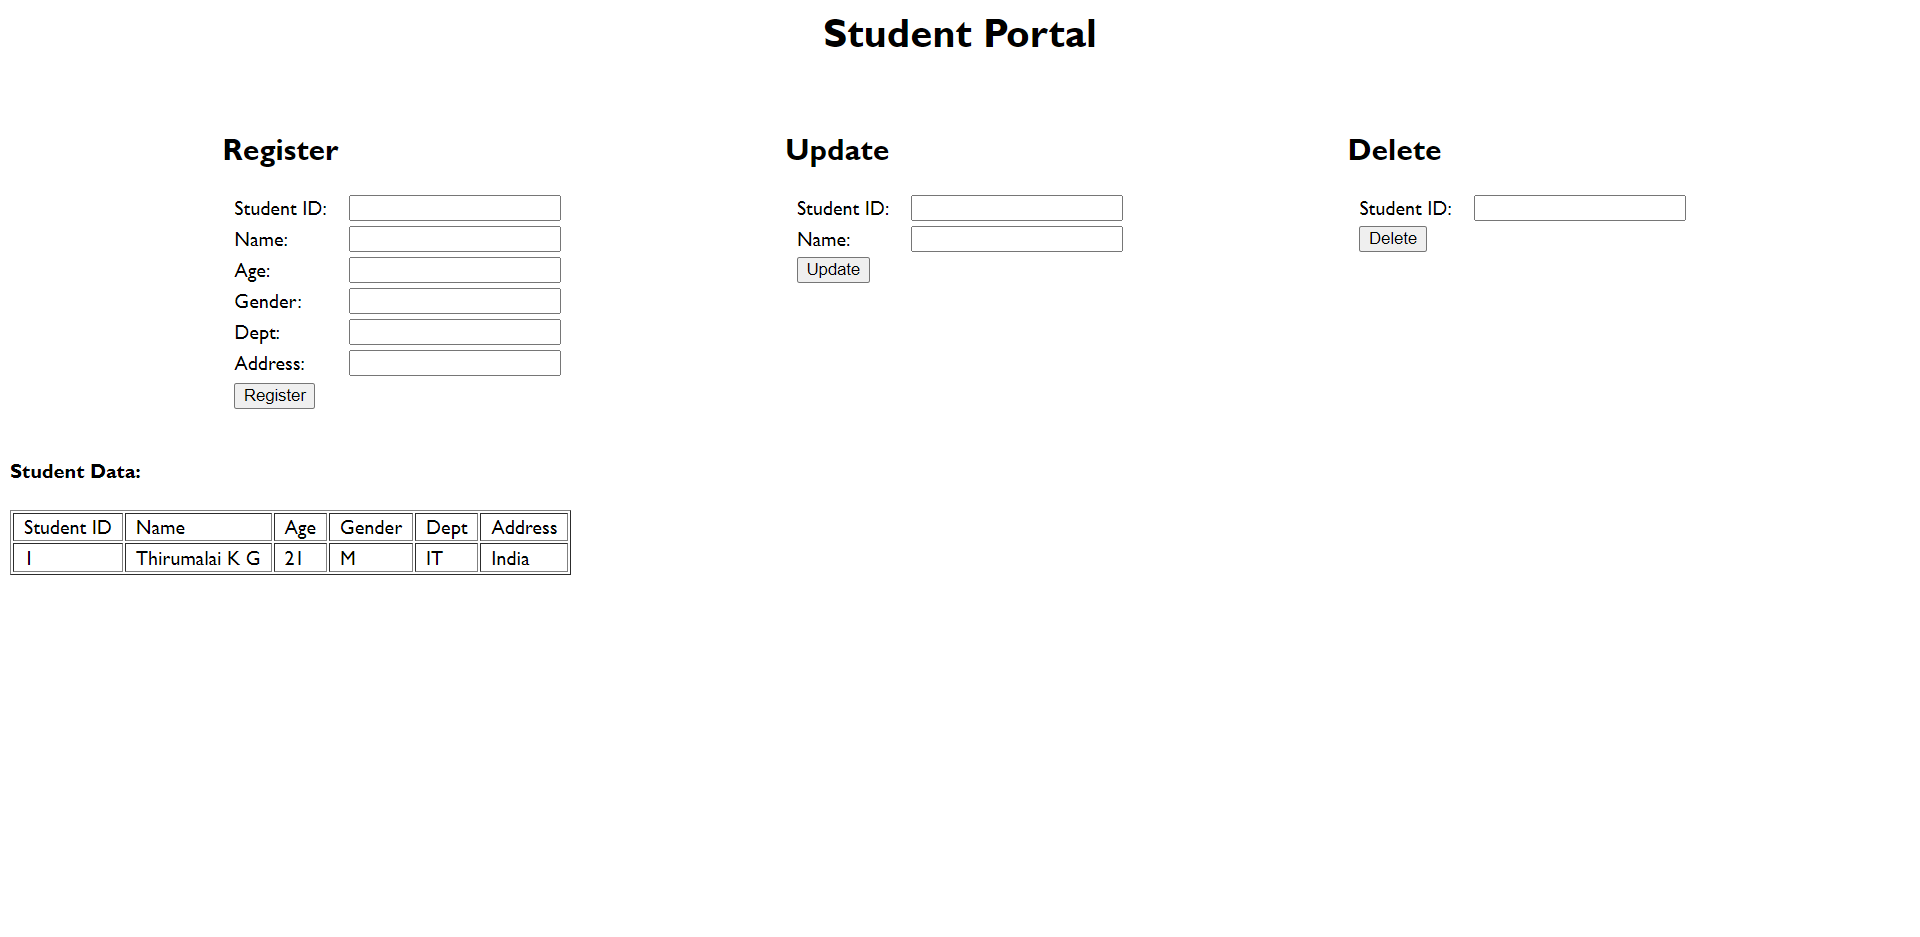 Student Portal
Register
Student ID:
Name:
Age:
Gender:
Dept:
Address:
Register
Update
Student ID:
Name:
Update
Delete
Student ID:
Delete
Student Data:
Student ID Name Age Gender Dept Address
1 Thirumalai K G 21 M IT India